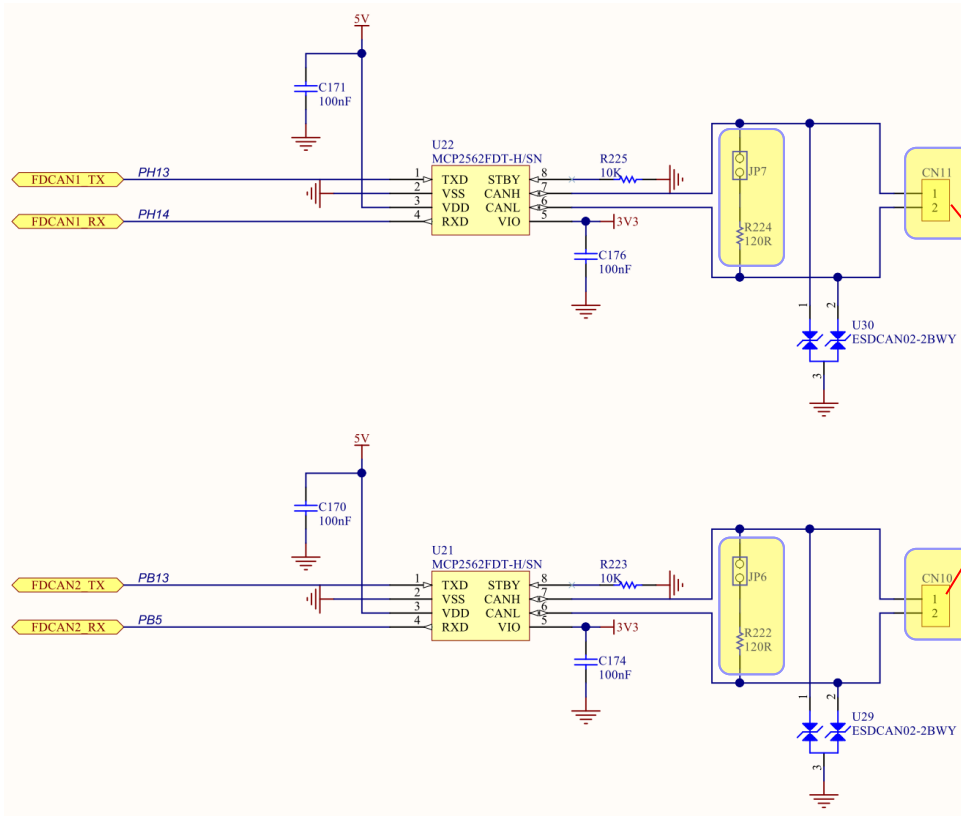 5V
C171
100nF
U22
MCP2562FDT-H/SN
FDCAN1_TX
PH13
FDCAN1_RX
PH14
1
2
3
4
TXD
VSS
VDD
RXD
STBY
CANH
CANL
VIO
8
7
6
5
R225
10K
3V3
C176
100nF
JP7
R224
120R
CN11
1
2
1
2
3
U30
ESDCAN02-2BWY
5V
C170
100nF
U21
MCP2562FDT-H/SN
FDCAN2_TX
PB13
FDCAN2_RX
PB5
1
2
3
4
TXD
VSS
VDD
RXD
STBY
CANH
CANL
VIO
8
7
6
5
R223
10K
3V3
C174
100nF
JP6
R222
120R
CN10
1
2
1
2
3
U29
ESDCAN02-2BWY